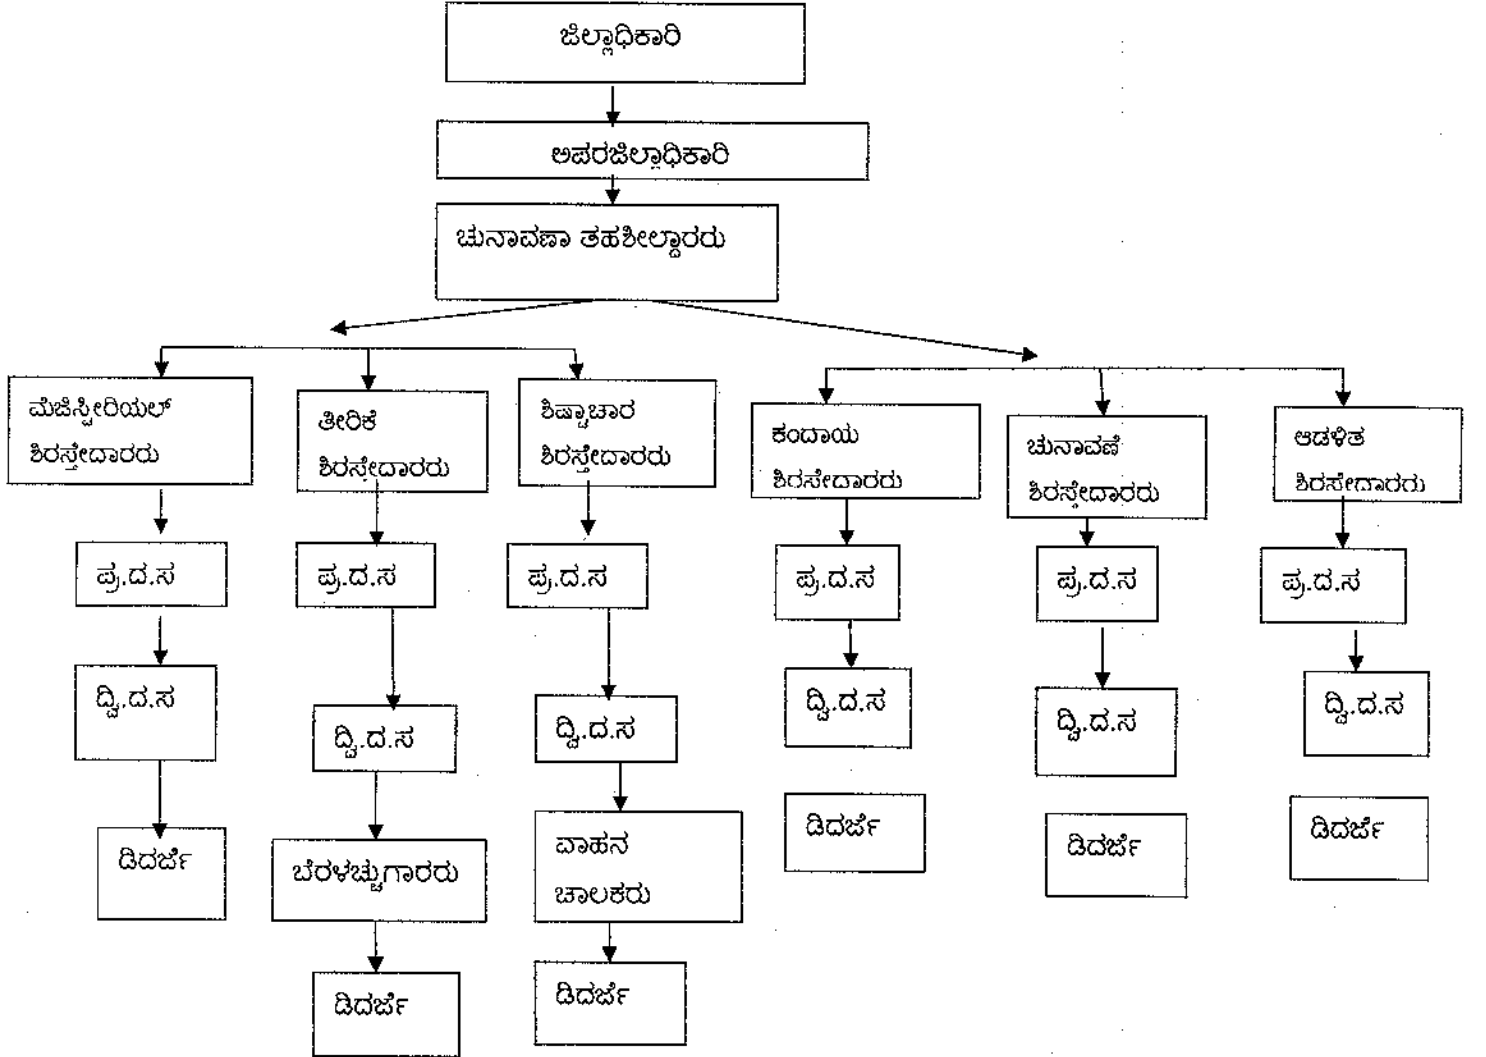 ಜಿಲ್ಲಾಧಿಕಾರಿ
ಅಪರಜಿಲ್ಲಾಧಿಕಾರಿ
ಚುನಾವಣಾ ತಹಶೀಲ್ದಾರರು
ಮೆಜಿಸ್ಟೀರಿಯಲ್
ಶಿರಸ್ತೇದಾರರು
ತೀರಿಕೆ
ಶಿರಸ್ತೇದಾರರು
ಶಿಷ್ಟಾಚಾರ
ಶಿರಸ್ತೇದಾರರು
ಕಂದಾಯ
ಶಿರಸ್ತೇದಾರರು
ಚುನಾವಣೆ
ಶಿರಸ್ತೇದಾರರು
ಆಡಳಿತ
ಶಿರಸ್ತೇದಾರರು
ಪ್ರ.ದ.ಸ
ಪ್ರ.ದ.ಸ
ಪ್ರ.ದ.ಸ
ಪ್ರ.ದ.ಸ
ಪ್ರ.ದ.ಸ
ಪ್ರ.ದ.ಸ
ದ್ವಿ.ದ.ಸ
ದ್ವಿ.ದ.ಸ
ದ್ವಿ.ದ.ಸ
ದ್ವಿ.ದ.ಸ
ದ್ವಿ.ದ.ಸ
ದ್ವಿ.ದ.ಸ
ಡಿದರ್ಜೆ
ಬೆರಳಚ್ಚುಗಾರರು
ವಾಹನ
ಚಾಲಕರು
ಡಿದರ್ಜೆ
ಡಿದರ್ಜೆ
ಡಿದರ್ಜೆ
ಡಿದರ್ಜೆ
ಡಿದರ್ಜೆ